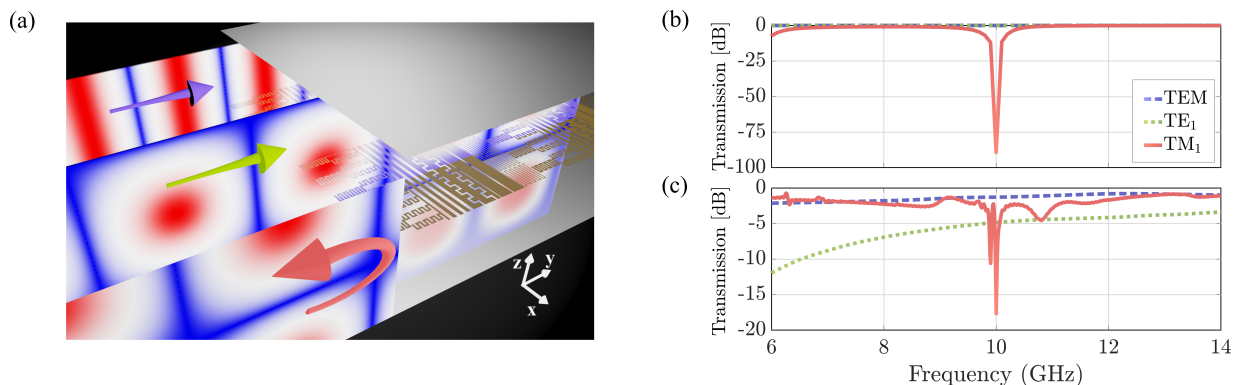 (a)
z
y
x
(b)
Transmission [dB]
0
-25
-50
-75
-100
TEM
TE₁
TM₁
(c)
Transmission [dB]
0
-5
-10
-15
-20
6
8
10
12
14
Frequency (GHz)